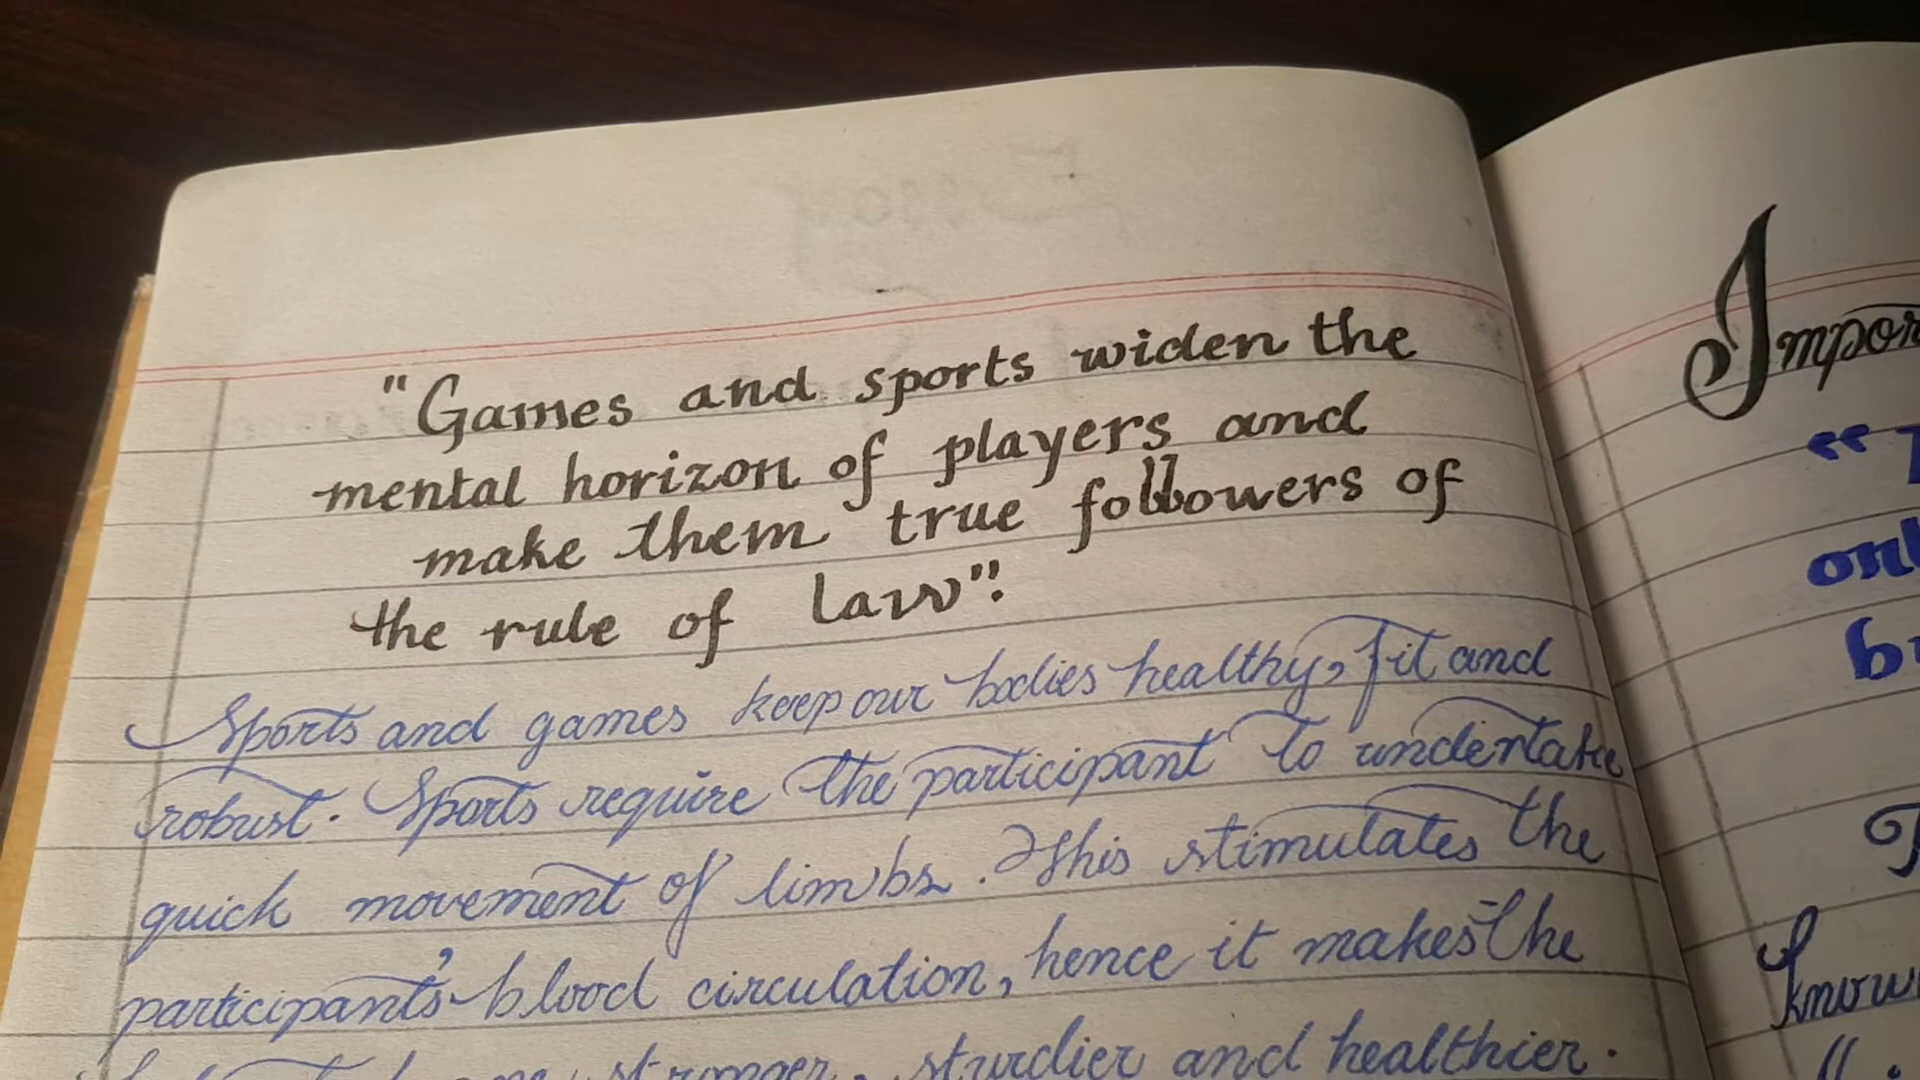 "Games and sports widen the
mental horizon of players and
make them true followers of
the rule of law".
Sports and games keep our bodies healthy, fit and
robust. Sports require the participant to undertake
quick movement of limbs. This stimulates the
participant's blood circulation, hence it makes the
stronger, sturdier and healthier.
Impor
"
onl
b
know